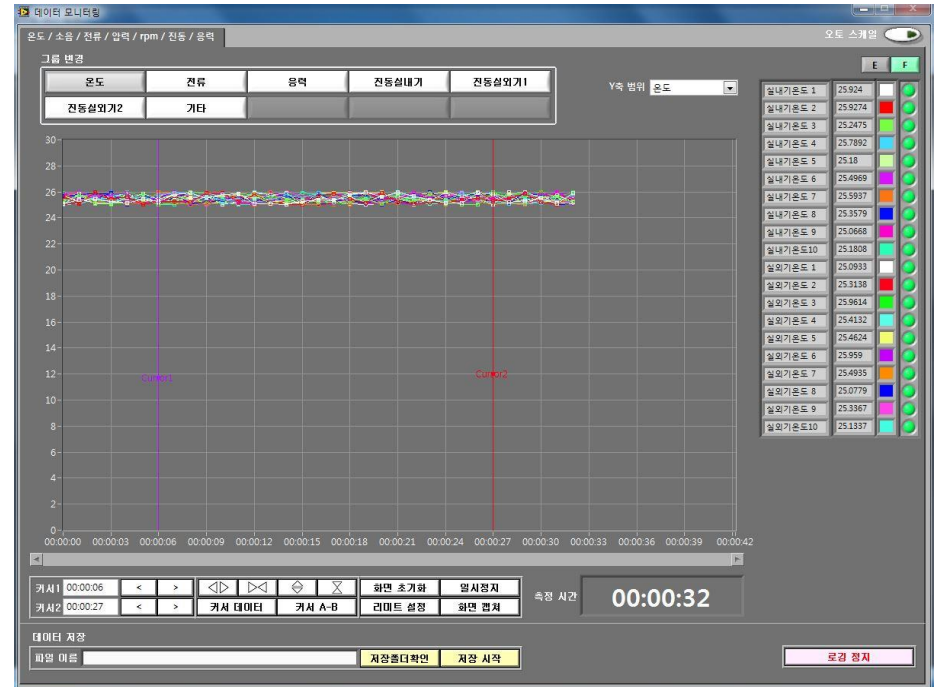 데이터 모니터링
온도 / 소음 / 전류 / 압력 / rpm / 진동 / 응력
오토 스케일
그룹 변경
E F
온도 전류 응력 진동실내기 진동실외기1
진동실외기2 기타
Y축 범위 온도
실내기온도 1 25.924
실내기온도 2 25.9274
실내기온도 3 25.2475
실내기온도 4 25.7892
실내기온도 5 25.18
실내기온도 6 25.4969
실내기온도 7 25.5937
실내기온도 8 25.3579
실내기온도 9 25.0668
실내기온도10 25.1808
실외기온도 1 25.0933
실외기온도 2 25.3138
실외기온도 3 25.9614
실외기온도 4 25.4132
실외기온도 5 25.4624
실외기온도 6 25.959
실외기온도 7 25.4935
실외기온도 8 25.0779
실외기온도 9 25.3367
실외기온도10 25.1337
30
28
26
24
22
20
18
16
14
12
10
8
6
4
2
0
Cursor1
Cursor2
00:00:00 00:00:03 00:00:06 00:00:09 00:00:12 00:00:15 00:00:18 00:00:21 00:00:24 00:00:27 00:00:30 00:00:33 00:00:36 00:00:39 00:00:42
커서1 00:00:06 < > 화면 초기화 일시정지
커서2 00:00:27 < > 커서 데이터 커서 A-B 리미트 설정 화면 캡쳐
측정 시간 00:00:32
데이터 저장
파일 이름 저장폴더확인 저장 시작
로깅 정지